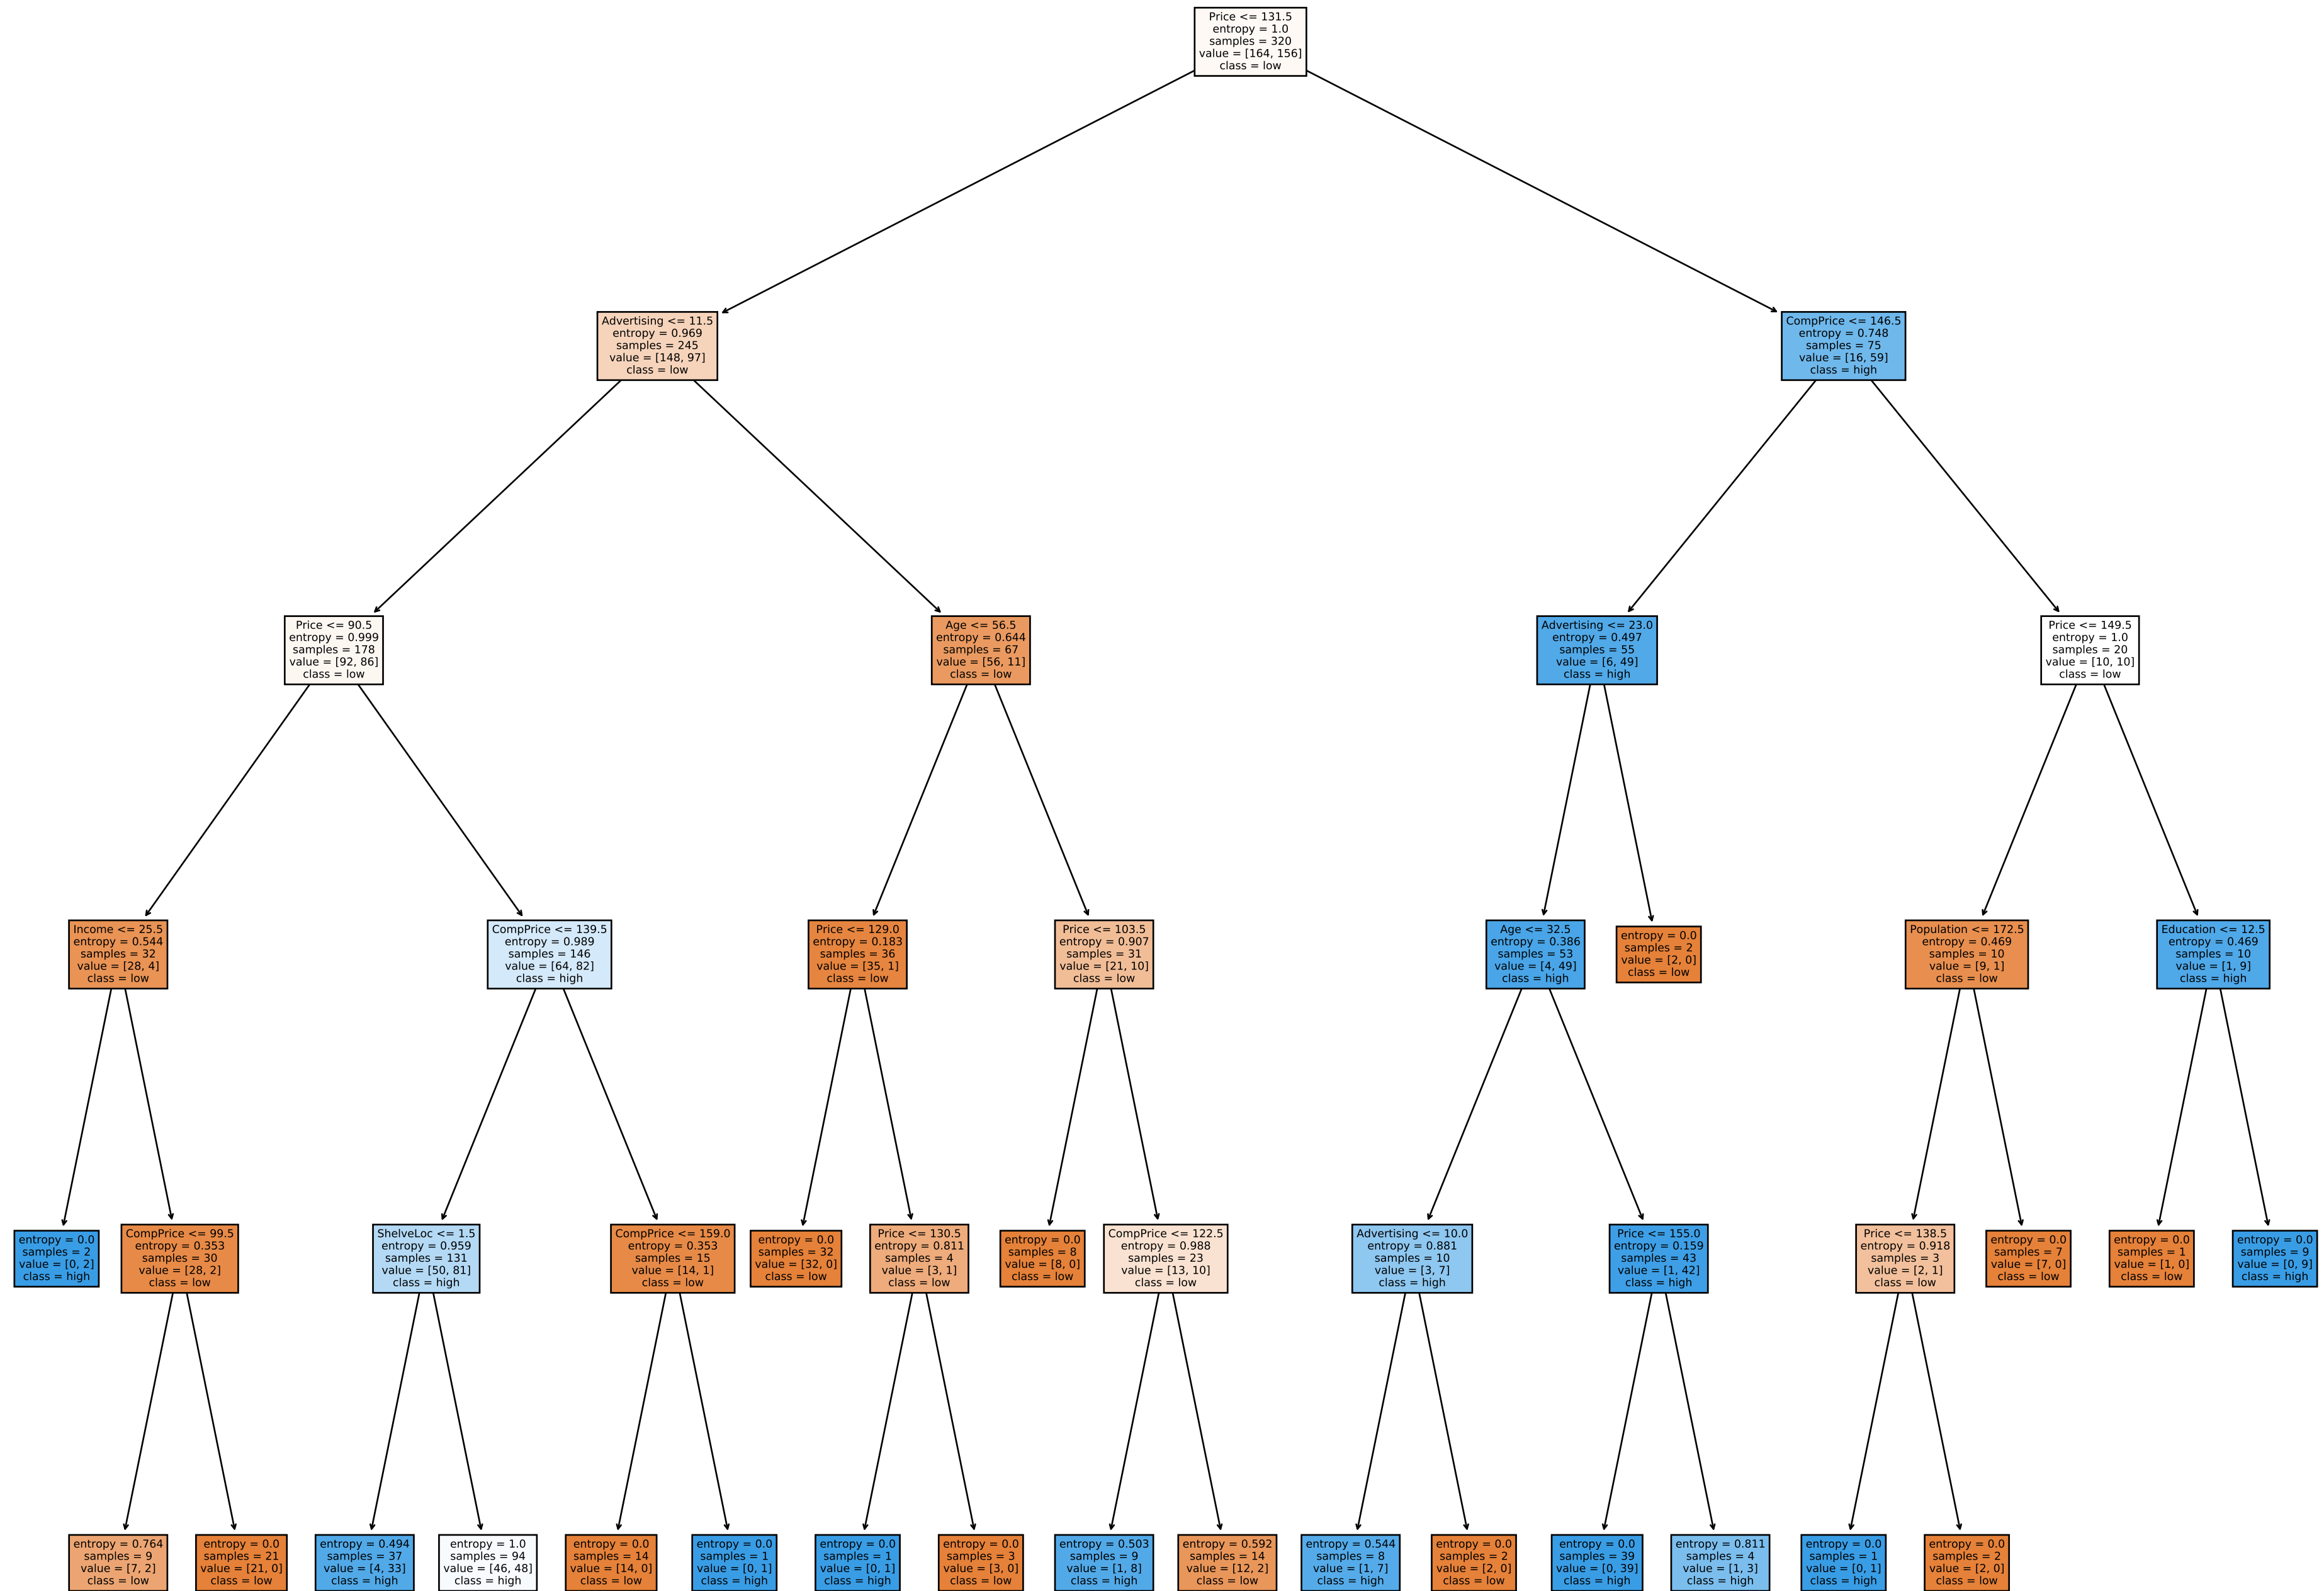 Price <= 131.5
entropy = 1.0
samples = 320
value = [164, 156]
class = low
Advertising <= 11.5
entropy = 0.969
samples = 245
value = [148, 97]
class = low
CompPrice <= 146.5
entropy = 0.748
samples = 75
value = [16, 59]
class = high
Price <= 90.5
entropy = 0.999
samples = 178
value = [92, 86]
class = low
Age <= 56.5
entropy = 0.644
samples = 67
value = [56, 11]
class = low
Advertising <= 23.0
entropy = 0.497
samples = 55
value = [6, 49]
class = high
Price <= 149.5
entropy = 1.0
samples = 20
value = [10, 10]
class = low
Income <= 25.5
entropy = 0.544
samples = 32
value = [28, 4]
class = low
CompPrice <= 139.5
entropy = 0.989
samples = 146
value = [64, 82]
class = high
Price <= 129.0
entropy = 0.183
samples = 36
value = [35, 1]
class = low
Price <= 103.5
entropy = 0.907
samples = 31
value = [21, 10]
class = low
Age <= 32.5
entropy = 0.386
samples = 53
value = [4, 49]
class = high
entropy = 0.0
samples = 2
value = [2, 0]
class = low
Population <= 172.5
entropy = 0.469
samples = 10
value = [9, 1]
class = low
Education <= 12.5
entropy = 0.469
samples = 10
value = [1, 9]
class = high
entropy = 0.0
samples = 2
value = [0, 2]
class = high
CompPrice <= 99.5
entropy = 0.353
samples = 30
value = [28, 2]
class = low
ShelveLoc <= 1.5
entropy = 0.959
samples = 131
value = [50, 81]
class = high
CompPrice <= 159.0
entropy = 0.353
samples = 15
value = [14, 1]
class = low
entropy = 0.0
samples = 32
value = [32, 0]
class = low
Price <= 130.5
entropy = 0.811
samples = 4
value = [3, 1]
class = low
entropy = 0.0
samples = 8
value = [8, 0]
class = low
CompPrice <= 122.5
entropy = 0.988
samples = 23
value = [13, 10]
class = low
Advertising <= 10.0
entropy = 0.881
samples = 10
value = [3, 7]
class = high
Price <= 155.0
entropy = 0.159
samples = 43
value = [1, 42]
class = high
Price <= 138.5
entropy = 0.918
samples = 3
value = [2, 1]
class = low
entropy = 0.0
samples = 7
value = [7, 0]
class = low
entropy = 0.0
samples = 1
value = [1, 0]
class = low
entropy = 0.0
samples = 9
value = [0, 9]
class = high
entropy = 0.764
samples = 9
value = [7, 2]
class = low
entropy = 0.0
samples = 21
value = [21, 0]
class = low
entropy = 0.494
samples = 37
value = [4, 33]
class = high
entropy = 1.0
samples = 94
value = [46, 48]
class = high
entropy = 0.0
samples = 14
value = [14, 0]
class = low
entropy = 0.0
samples = 1
value = [0, 1]
class = high
entropy = 0.0
samples = 1
value = [0, 1]
class = high
entropy = 0.0
samples = 3
value = [3, 0]
class = low
entropy = 0.503
samples = 9
value = [1, 8]
class = high
entropy = 0.592
samples = 14
value = [12, 2]
class = low
entropy = 0.544
samples = 8
value = [1, 7]
class = high
entropy = 0.0
samples = 2
value = [2, 0]
class = low
entropy = 0.0
samples = 39
value = [0, 39]
class = high
entropy = 0.811
samples = 4
value = [1, 3]
class = high
entropy = 0.0
samples = 1
value = [0, 1]
class = high
entropy = 0.0
samples = 2
value = [2, 0]
class = low